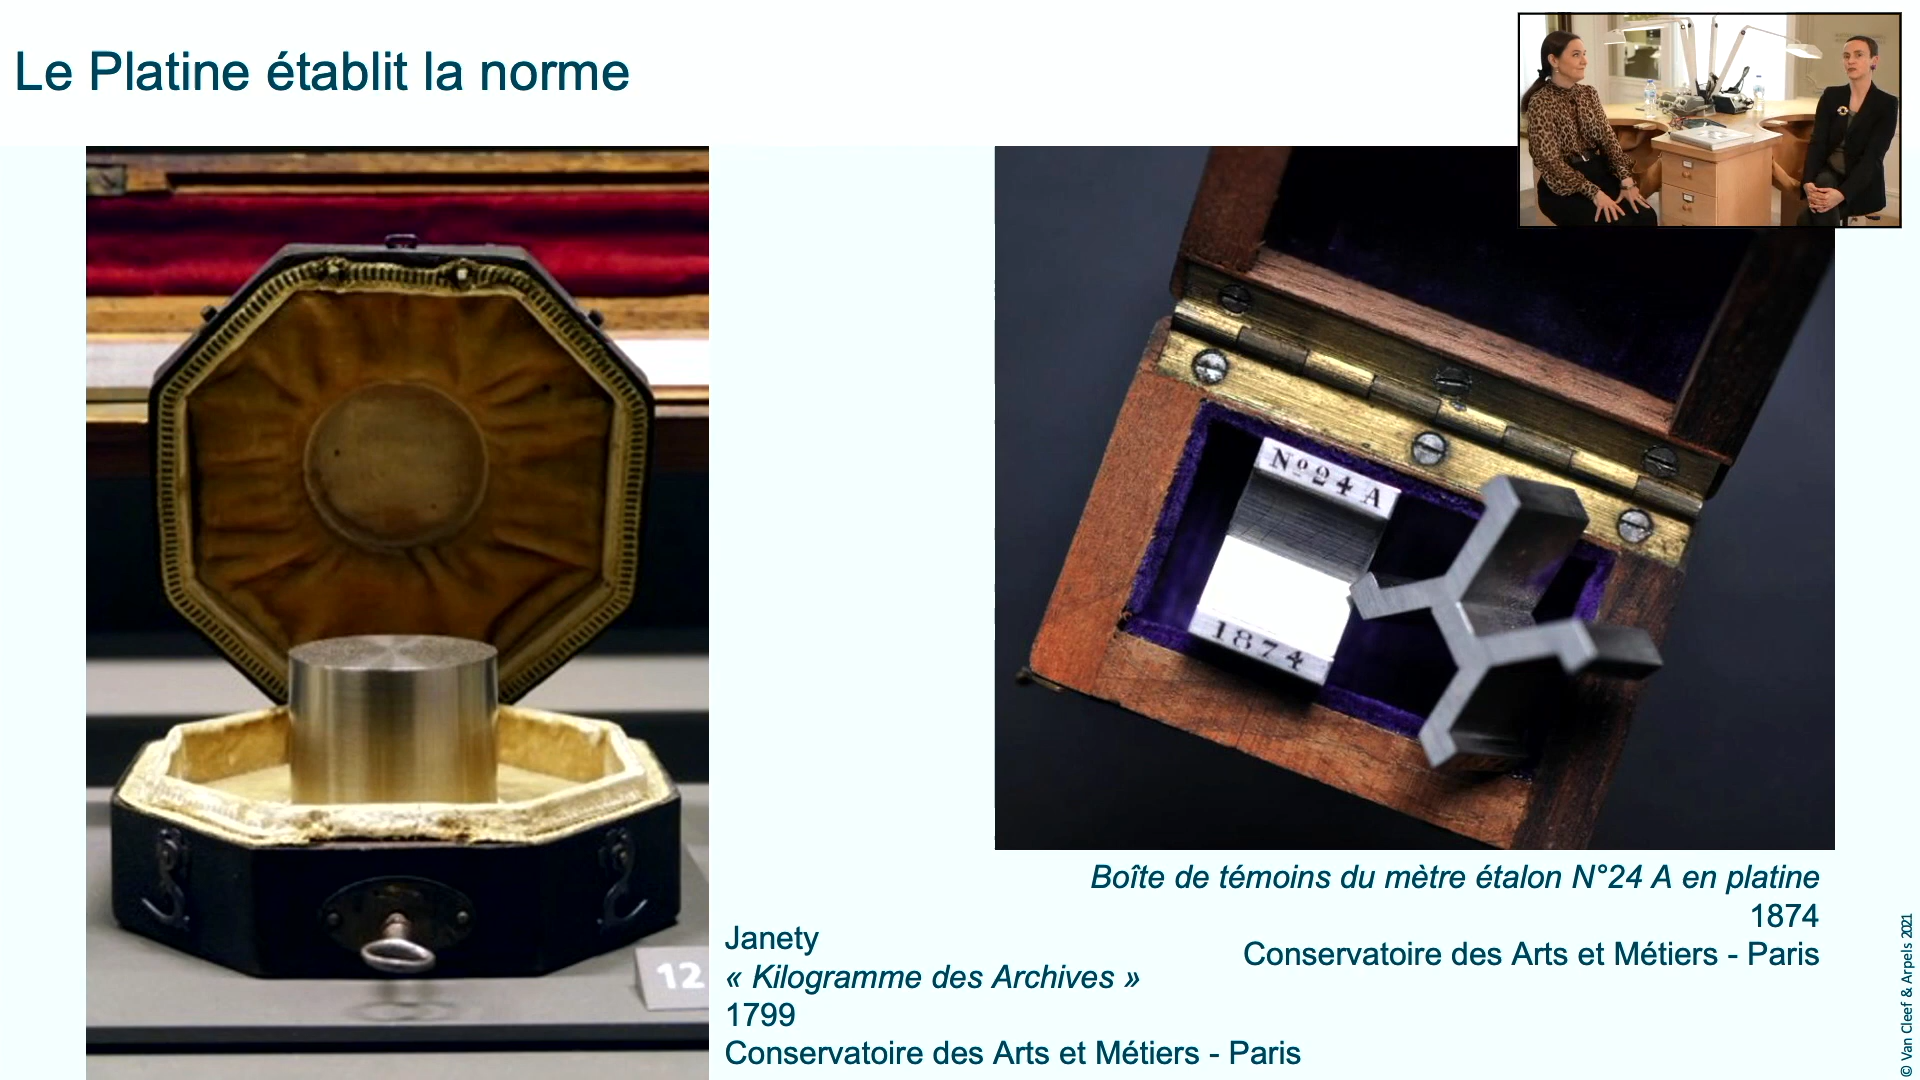 Le Platine établit la norme
N° 24 A
1874
12
Boîte de témoins du mètre étalon N°24 A en platine
1874
Conservatoire des Arts et Métiers - Paris
Janety
« Kilogramme des Archives »
1799
Conservatoire des Arts et Métiers - Paris
© Van Cleef & Arpels 2021